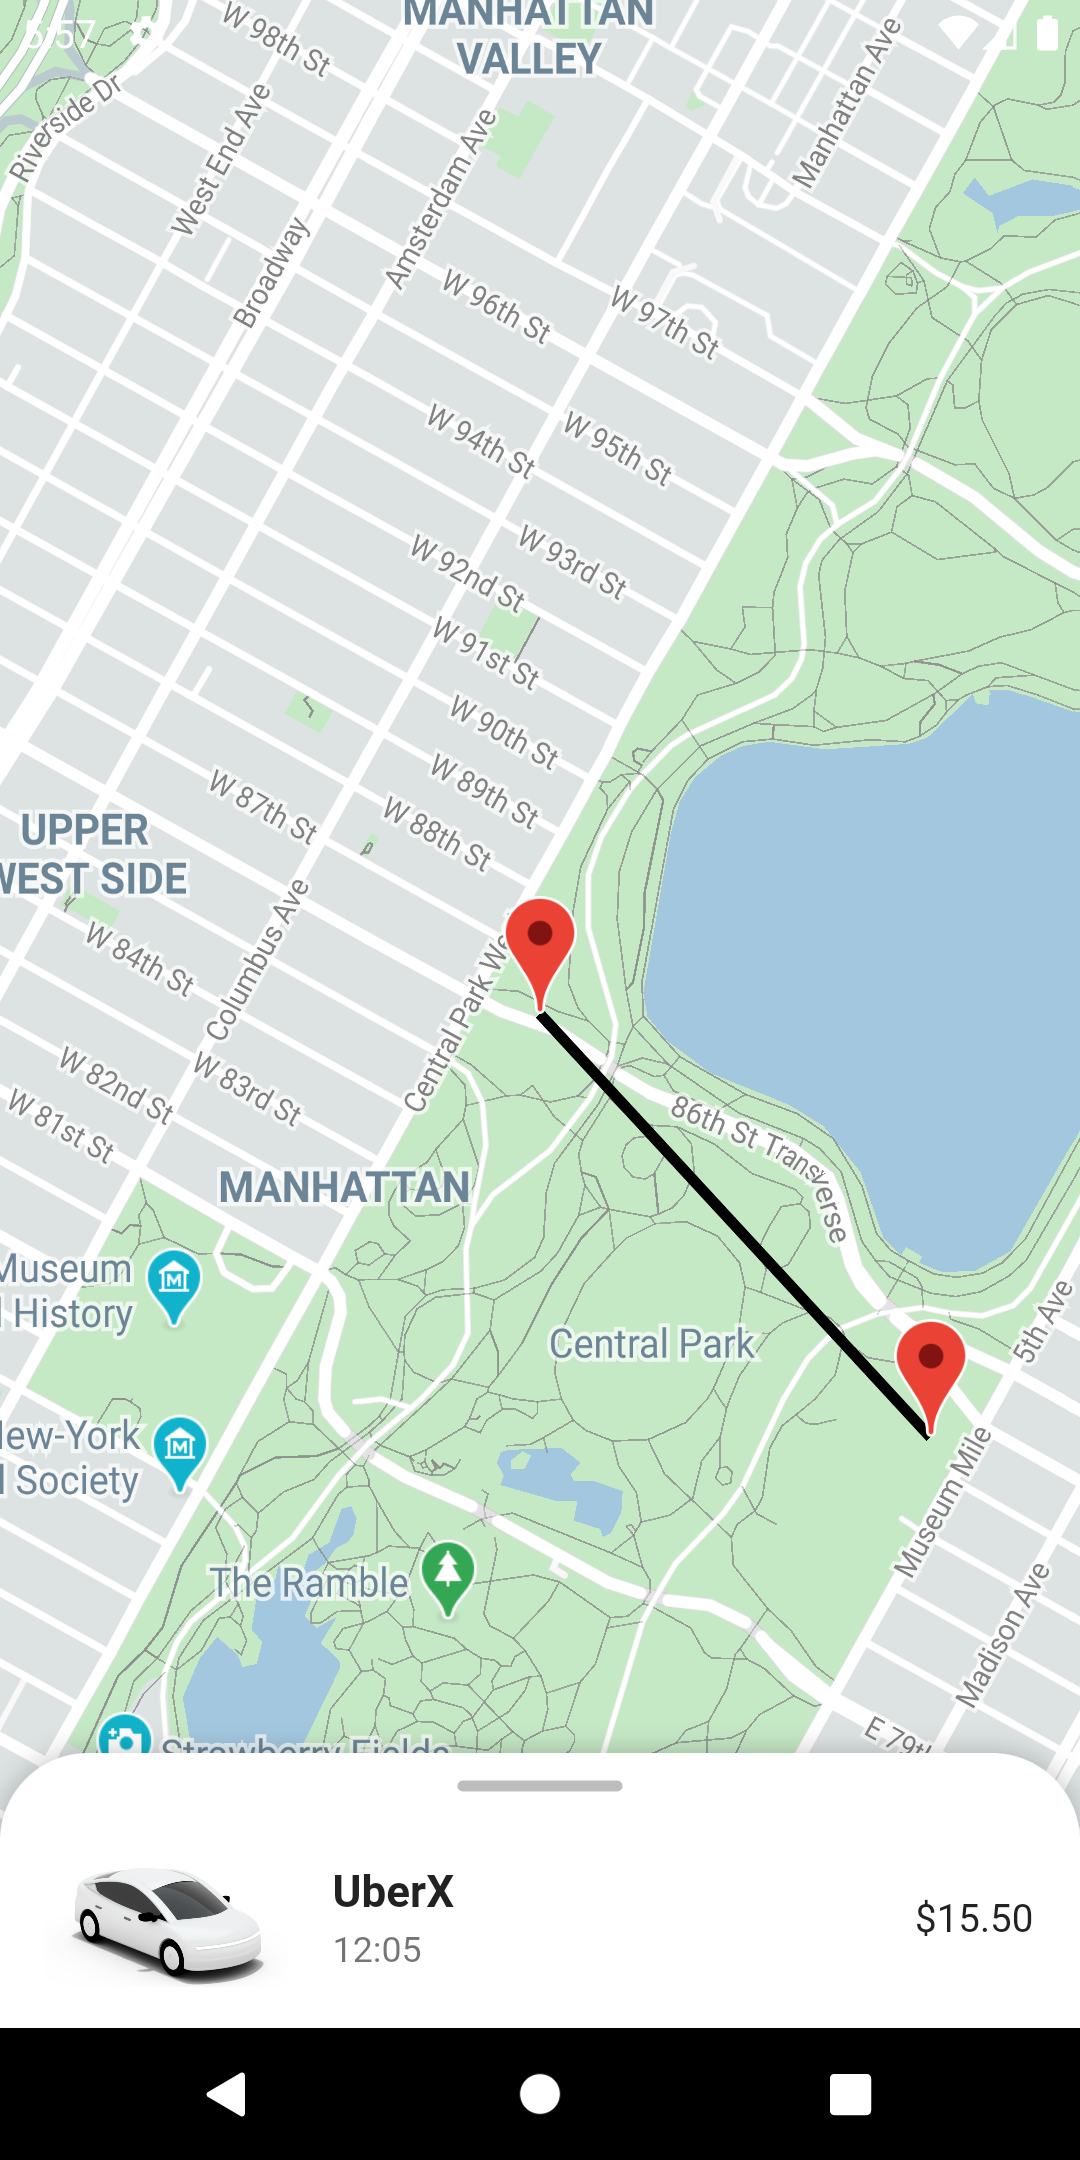 5:57
MANHATTAN
VALLEY
W 98th St
Riverside Dr
West End Ave
Manhattan Ave
Amsterdam Ave
Broadway
W 96th St
W 97th St
W 94th St
W 95th St
W 92nd St
W 93rd St
W 91st St
W 90th St
W 87th St
W 89th St
W 88th St
UPPER
WEST SIDE
W 84th St
Columbus Ave
Central Park We
W 82nd St
W 83rd St
W 81st St
86th St Transverse
MANHATTAN
Museum
l History
Central Park
5th Ave
New-York
l Society
Museum Mile
The Ramble
Madison Ave
Strawberry Fields
E 79th
UberX
12:05
$15.50